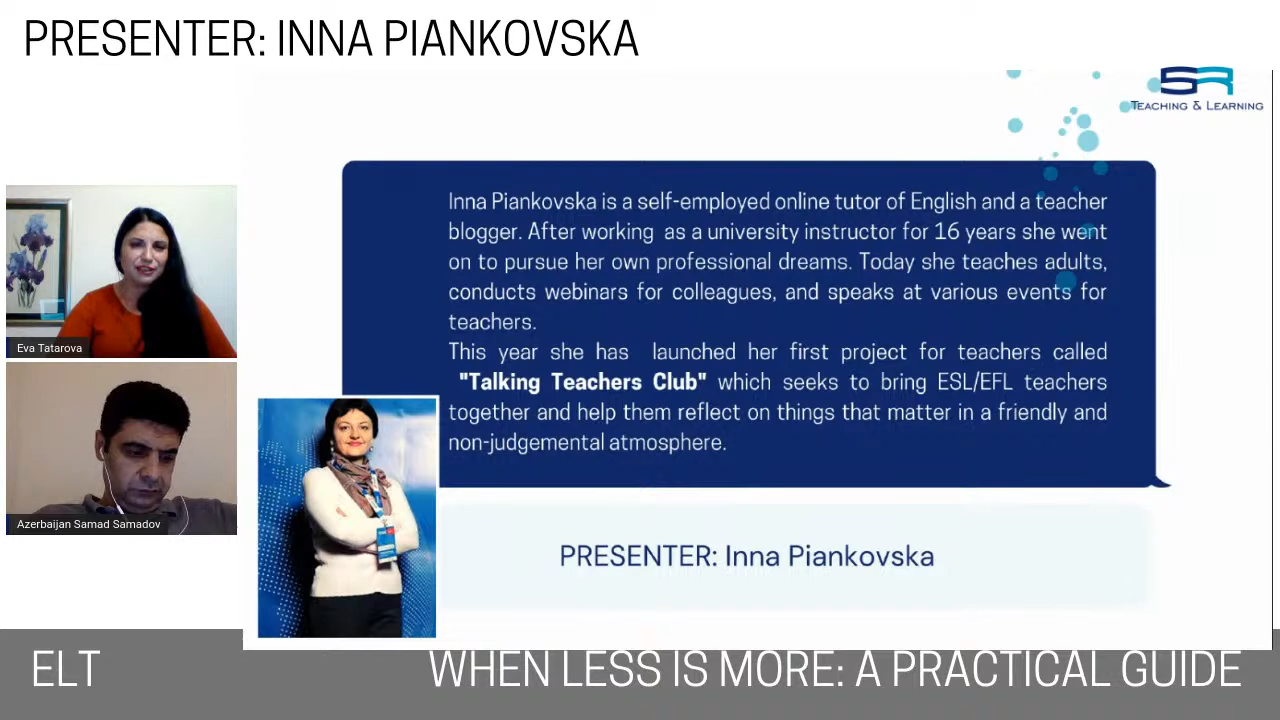 PRESENTER: INNA PIANKOVSKA
SR
TEACHING & LEARNING
Inna Piankovska is a self-employed online tutor of English and a teacher
blogger. After working as a university instructor for 16 years she went
on to pursue her own professional dreams. Today she teaches adults,
conducts webinars for colleagues, and speaks at various events for
teachers.
This year she has launched her first project for teachers called
"Talking Teachers Club" which seeks to bring ESL/EFL teachers
together and help them reflect on things that matter in a friendly and
non-judgemental atmosphere.
Eva Tatarova
Azerbaijan Samad Samadov
PRESENTER: Inna Piankovska
ELT
WHEN LESS IS MORE: A PRACTICAL GUIDE